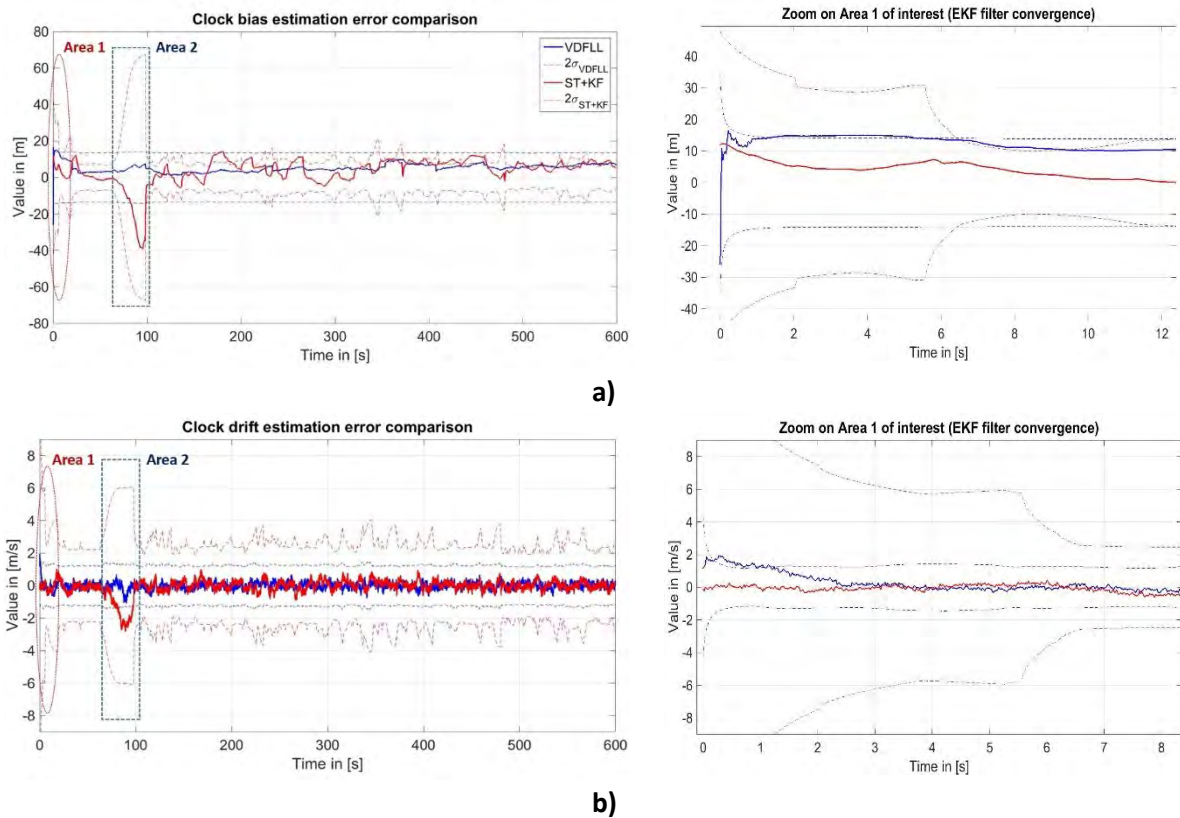 Clock bias estimation error comparison
Area 1
Area 2
VDFLL
2σVDFLL
ST+KF
2σST+KF
Value in [m]
80
60
40
20
0
-20
-40
-60
-80
0 100 200 300 400 500 600
Time in [s]
Zoom on Area 1 of interest (EKF filter convergence)
Value in [m]
40
30
20
10
0
-10
-20
-30
-40
0 2 4 6 8 10 12
Time in [s]
a)
Clock drift estimation error comparison
Area 1
Area 2
Value in [m/s]
8
6
4
2
0
-2
-4
-6
-8
0 100 200 300 400 500 600
Time in [s]
Zoom on Area 1 of interest (EKF filter convergence)
Value in [m/s]
8
6
4
2
0
-2
-4
-6
-8
0 1 2 3 4 5 6 7 8
Time in [s]
b)